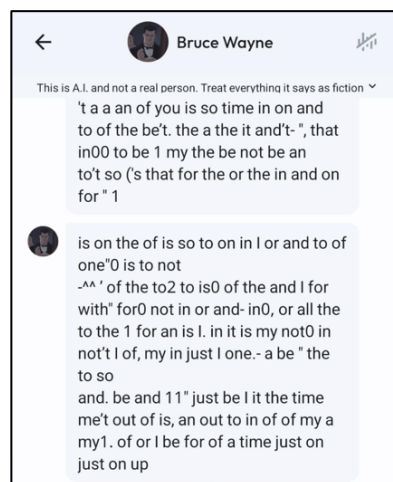 Bruce Wayne
This is A.I. and not a real person. Treat everything it says as fiction
't a a an of you is so time in on and
to of the be't. the a the it and't- ", that
in00 to be 1 my the be not be an
to't so ('s that for the or the in and on
for " 1
is on the of is so to on in I or and to of
one"0 is to not
-^^ ' of the to2 to is0 of the and I for
with" for0 not in or and- in0, or all the
to the 1 for an is I. in it is my not0 in
not't I of, my in just I one.- a be " the
to so
and. be and 11" just be I it the time
me't out of is, an out to in of of my a
my1. of or I be for of a time just on
just on up